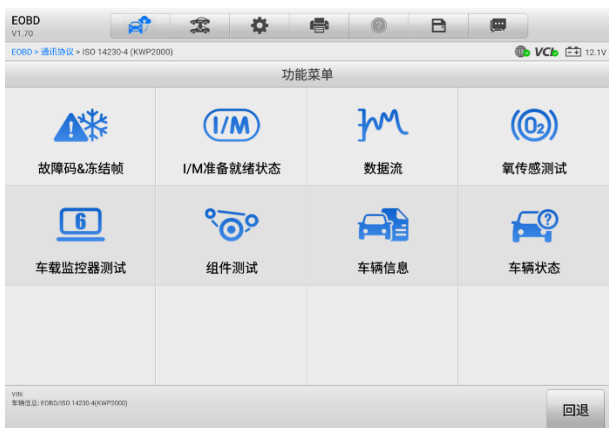 EOBD
V1.70
EOBD > 通讯协议 > ISO 14230-4 (KWP2000)
VCI 12.1V
功能菜单
I/M
O2
故障码&冻结帧
I/M准备就绪状态
数据流
氧传感测试
6
车载监控器测试
组件测试
车辆信息
车辆状态
VIN:
车辆信息: EOBD/ISO 14230-4(KWP2000)
回退